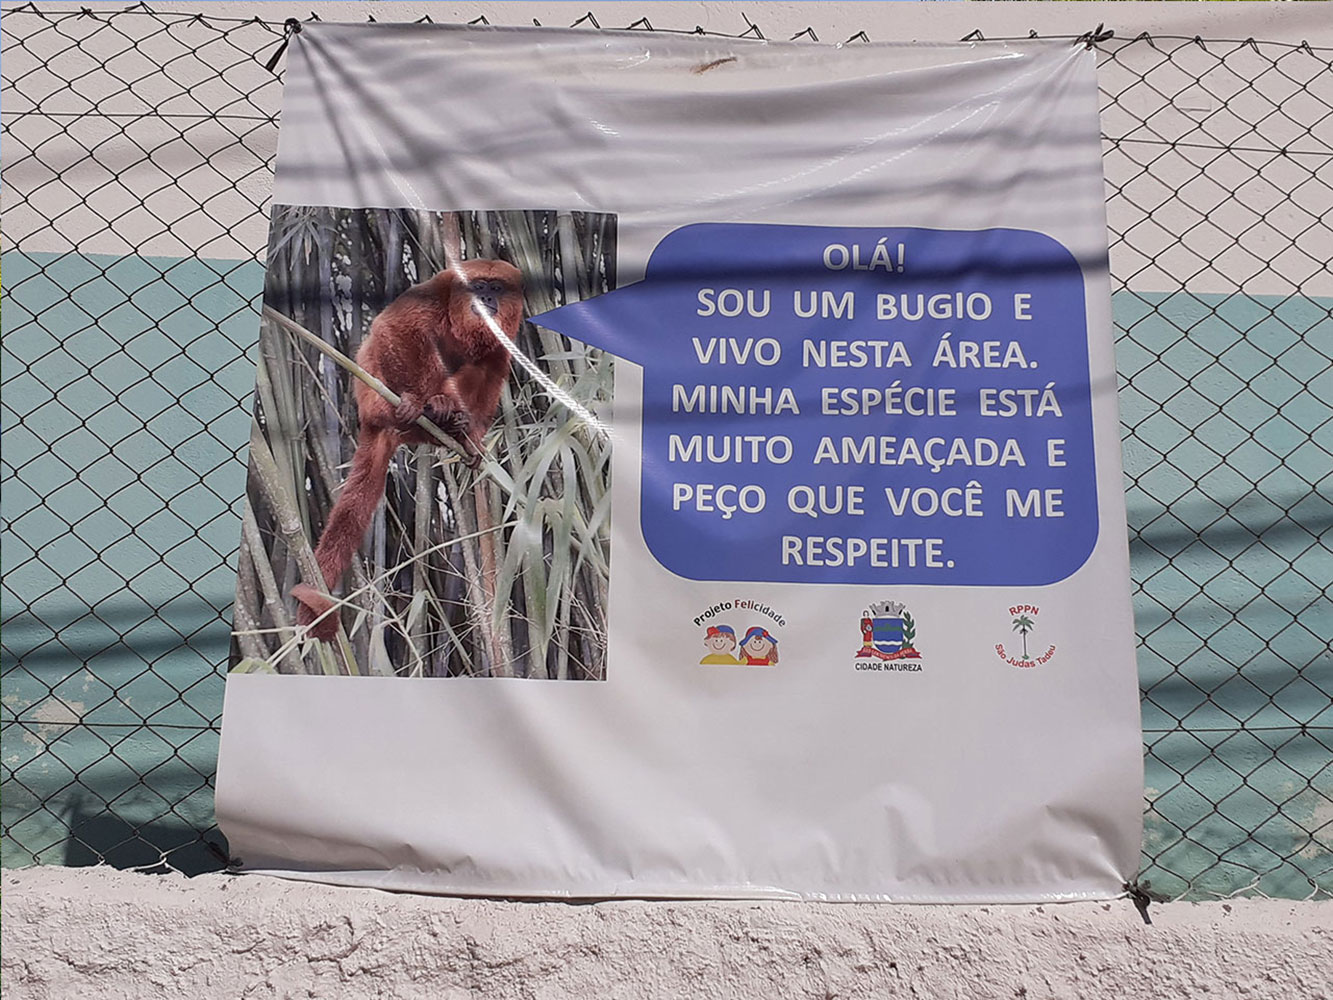 OLÁ!
SOU UM BUGIO E
VIVO NESTA ÁREA.
MINHA ESPÉCIE ESTÁ
MUITO AMEAÇADA E
PEÇO QUE VOCÊ ME
RESPEITE.
Projeto Felicidade
CIDADE NATUREZA
RPPN
São Judas Tadeu